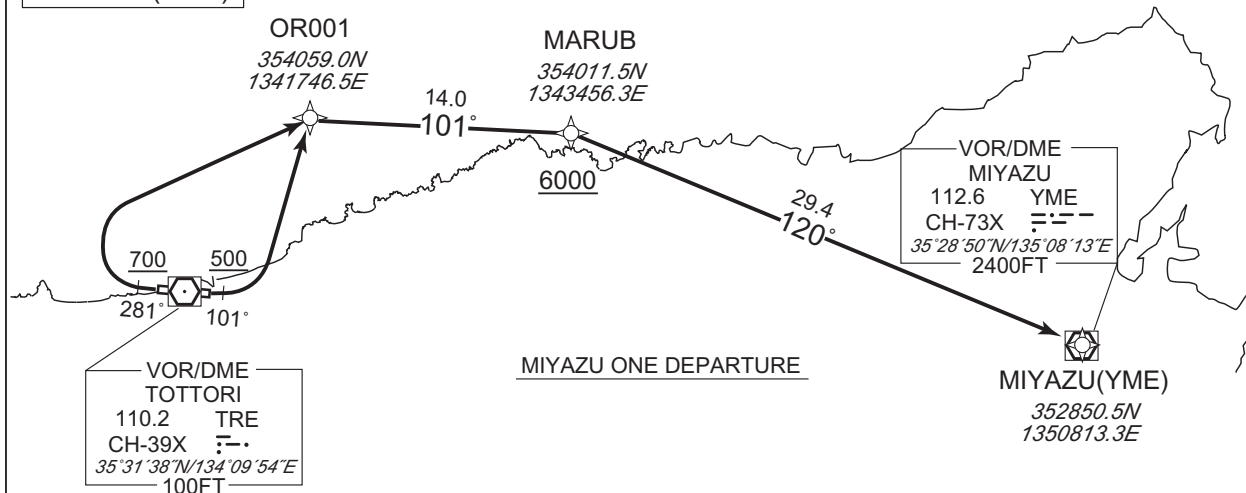 OR001
354059.0N
1341746.5E
MARUB
354011.5N
1343456.3E
14.0
101°
6000
29.4
120°
VOR/DME
MIYAZU
112.6 YME
CH-73X
35°28′50″N/135°08′13″E
2400FT
700
500
281°
101°
VOR/DME
TOTTORI
110.2 TRE
CH-39X
35°31′38″N/134°09′54″E
100FT
MIYAZU ONE DEPARTURE
MIYAZU(YME)
352850.5N
1350813.3E